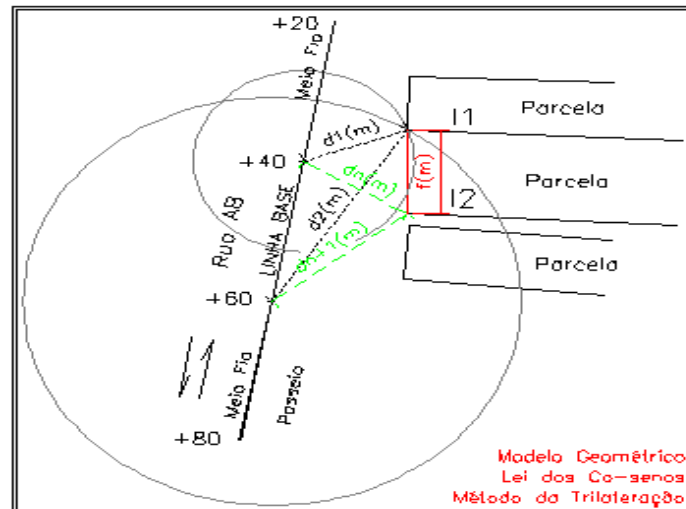 +20
Meio Fio
Parcela
I1
d1(m)
+40
dn(m)
f(m)
Parcela
I2
Rua AB
LINHA BASE
d2(m)
dn+1(m)
Parcela
+60
Meio Fio
Passeio
+80
Modelo Geométrico
Lei dos Co-senos
Método da Trilateração